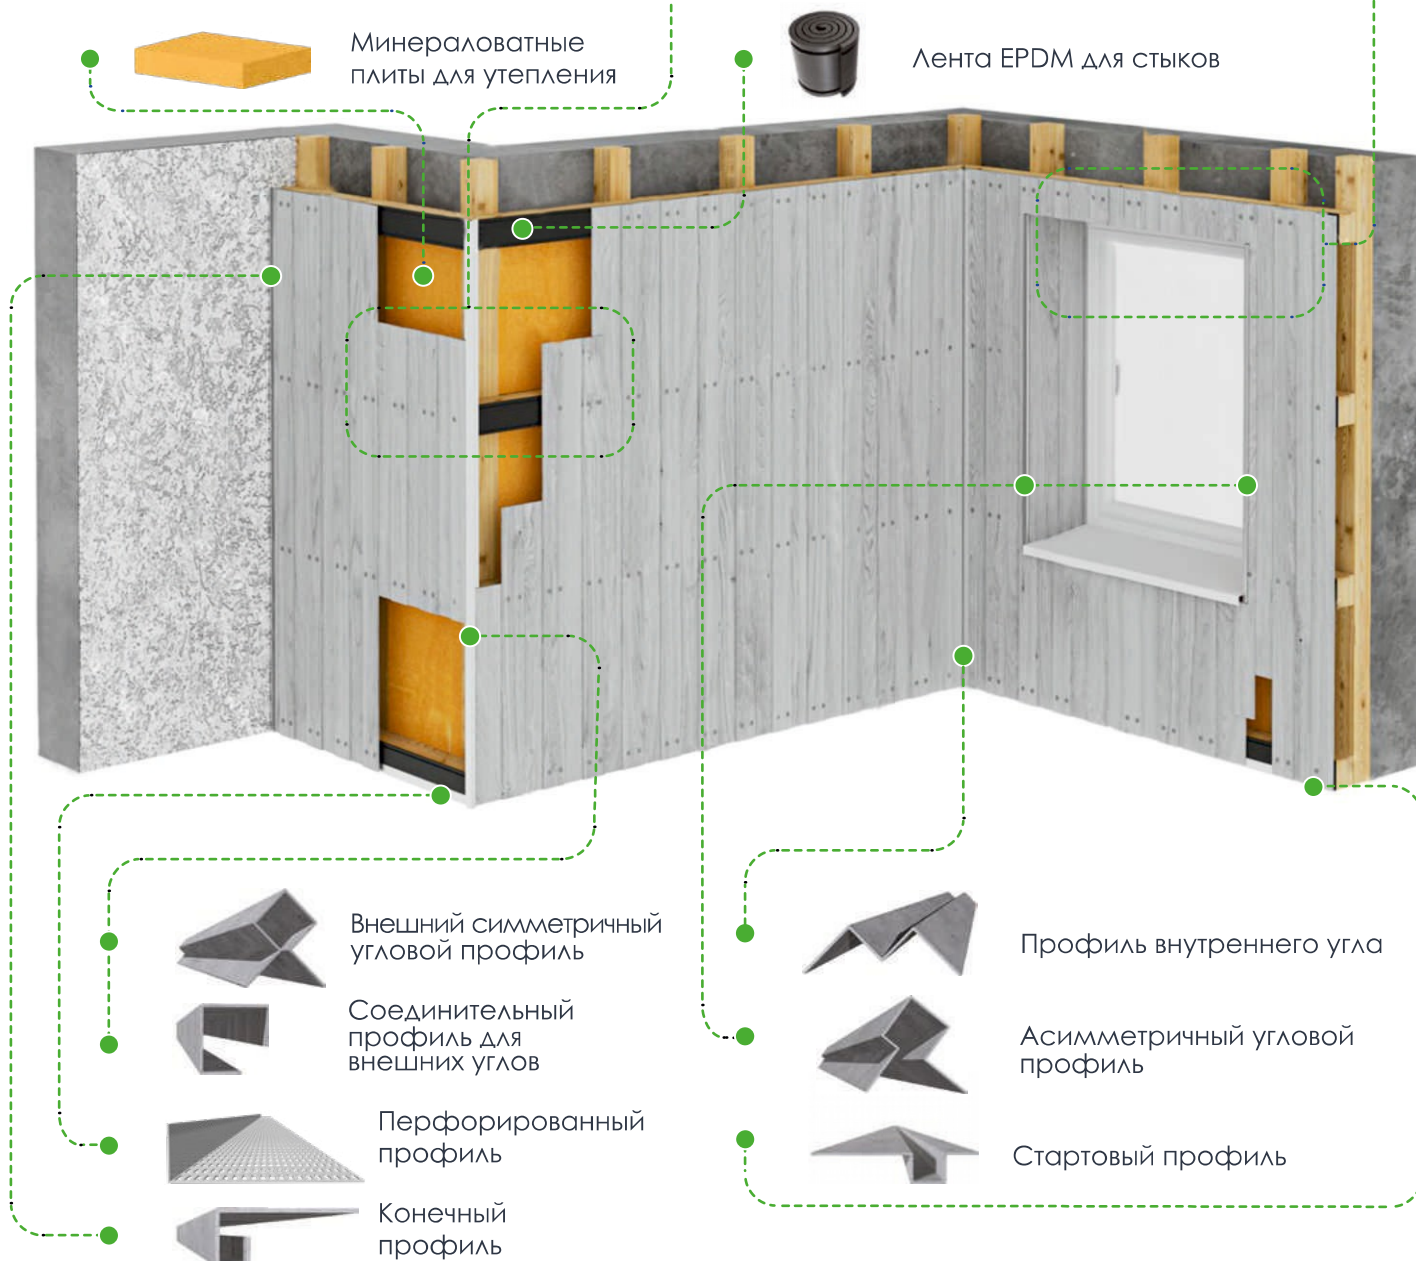 Минераловатные
плиты для утепления
Лента EPDM для стыков
Внешний симметричный
угловой профиль
Соединительный
профиль для
внешних углов
Перфорированный
профиль
Конечный
профиль
Профиль внутреннего угла
Асимметричный угловой
профиль
Стартовый профиль